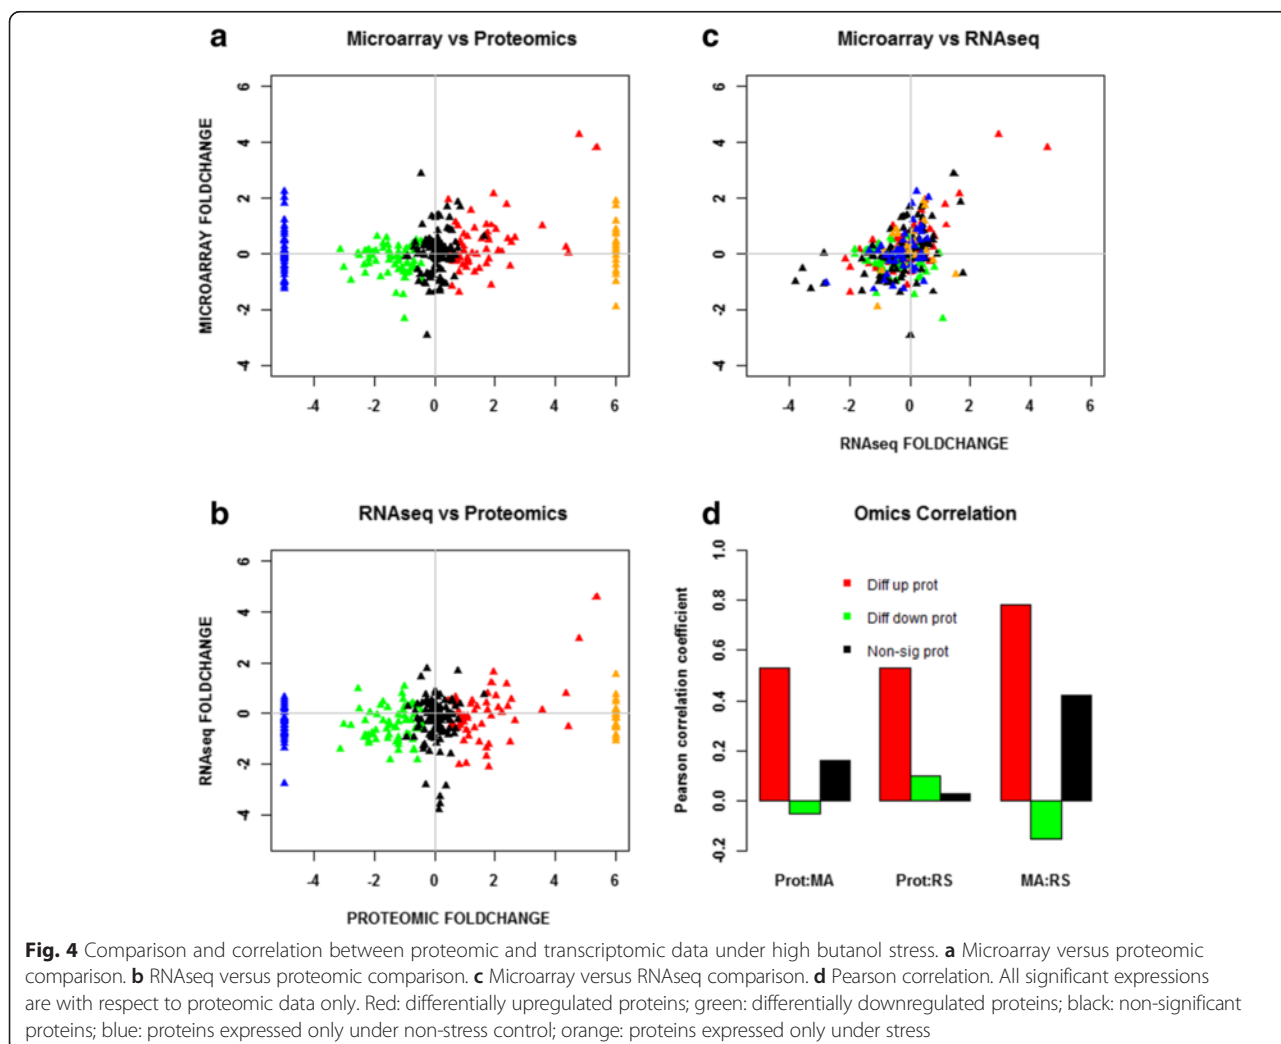 a Microarray vs Proteomics
MICROARRAY FOLDCHANGE
6
4
2
0
-2
-4
-4 -2 0 2 4 6
c Microarray vs RNAseq
6
4
2
0
-2
-4
-4 -2 0 2 4 6
RNAseq FOLDCHANGE
b RNAseq vs Proteomics
RNAseq FOLDCHANGE
6
4
2
0
-2
-4
-4 -2 0 2 4 6
PROTEOMIC FOLDCHANGE
d Omics Correlation
Pearson correlation coefficient
1.0
0.8
0.6
0.4
0.2
0.0
-0.2
Diff up prot
Diff down prot
Non-sig prot
Prot:MA Prot:RS MA:RS
Fig. 4 Comparison and correlation between proteomic and transcriptomic data under high butanol stress. a Microarray versus proteomic
comparison. b RNAseq versus proteomic comparison. c Microarray versus RNAseq comparison. d Pearson correlation. All significant expressions
are with respect to proteomic data only. Red: differentially upregulated proteins; green: differentially downregulated proteins; black: non-significant
proteins; blue: proteins expressed only under non-stress control; orange: proteins expressed only under stress